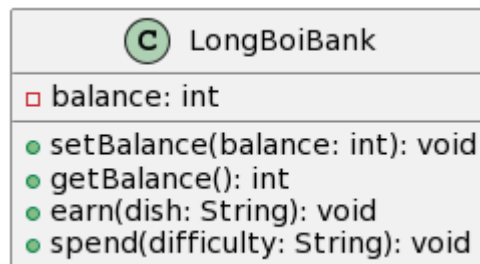 C LongBoiBank
balance: int
setBalance(balance: int): void
getBalance(): int
earn(dish: String): void
spend(difficulty: String): void